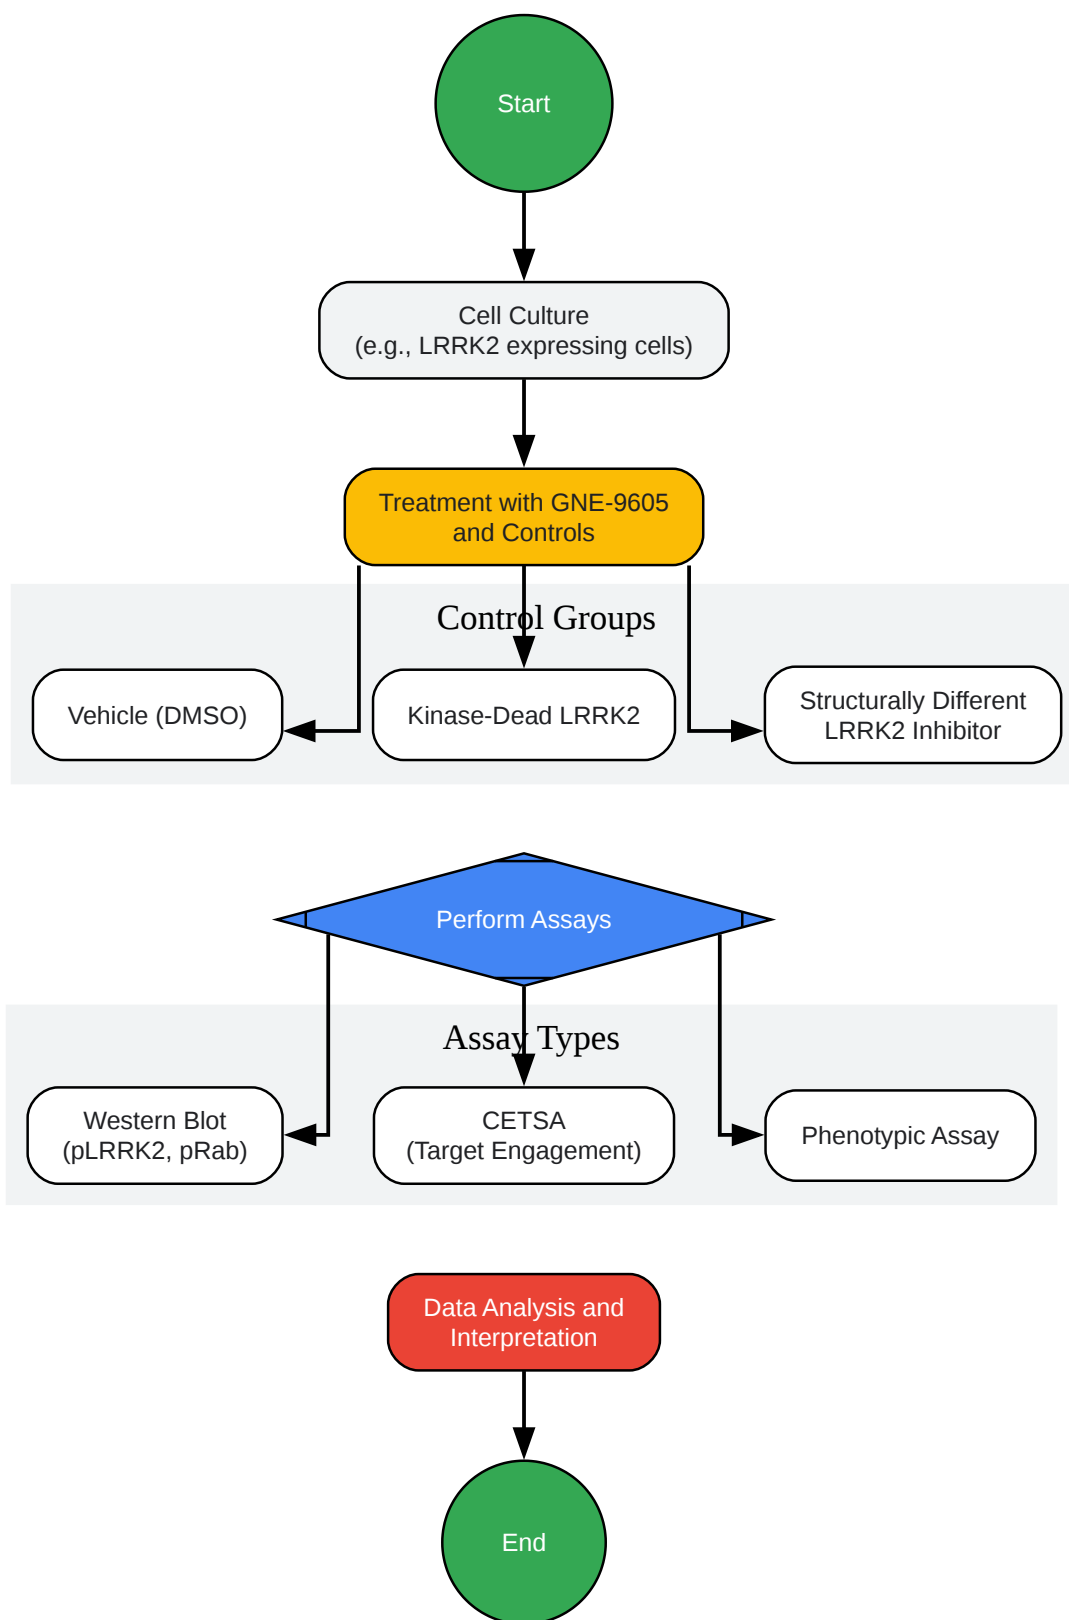 Start
Cell Culture
(e.g., LRRK2 expressing cells)
Treatment with GNE-9605
and Controls
Control Groups
Vehicle (DMSO)
Kinase-Dead LRRK2
Structurally Different
LRRK2 Inhibitor
Perform Assays
Assay Types
Western Blot
(pLRRK2, pRab)
CETSA
(Target Engagement)
Phenotypic Assay
Data Analysis and
Interpretation
End